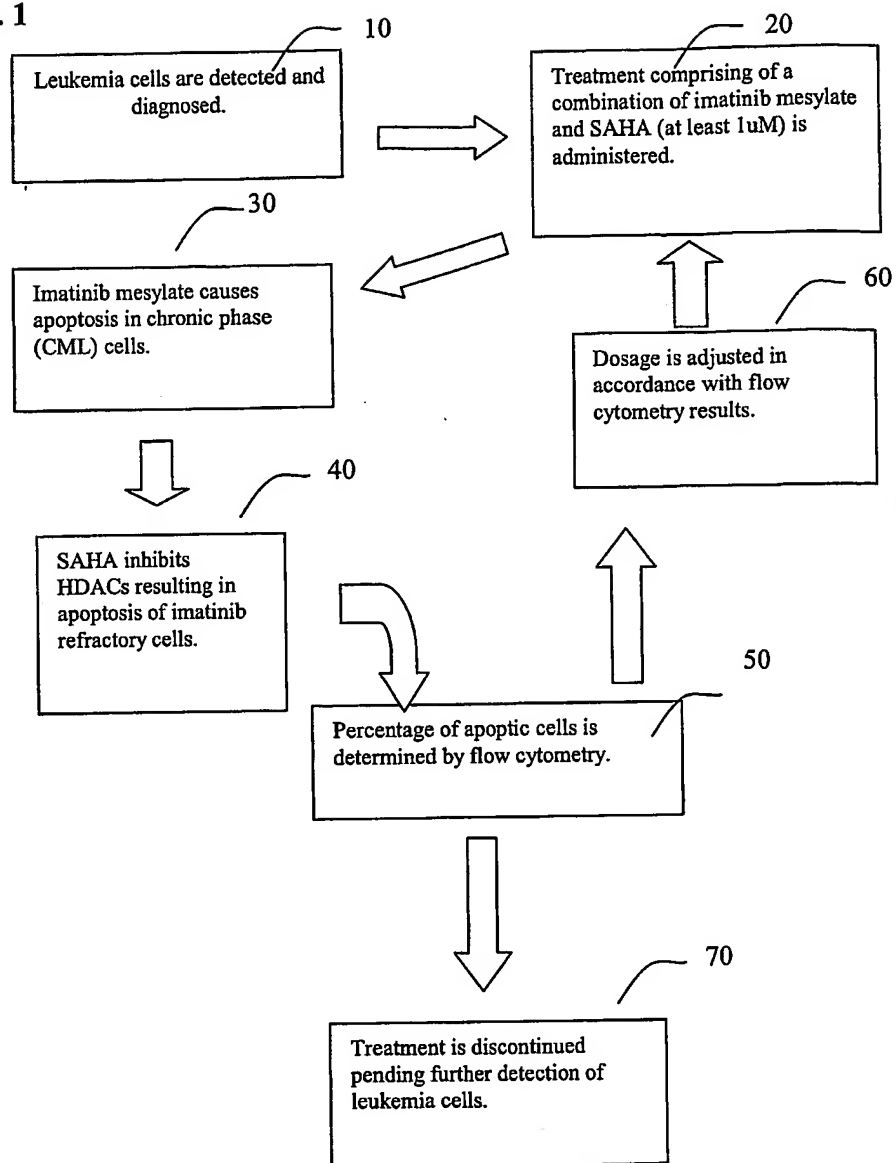 . 1
10
Leukemia cells are detected and
diagnosed.
20
Treatment comprising of a
combination of imatinib mesylate
and SAHA (at least 1uM) is
administered.
30
Imatinib mesylate causes
apoptosis in chronic phase
(CML) cells.
60
Dosage is adjusted in
accordance with flow
cytometry results.
40
SAHA inhibits
HDACs resulting in
apoptosis of imatinib
refractory cells.
50
Percentage of apoptic cells is
determined by flow cytometry.
70
Treatment is discontinued
pending further detection of
leukemia cells.